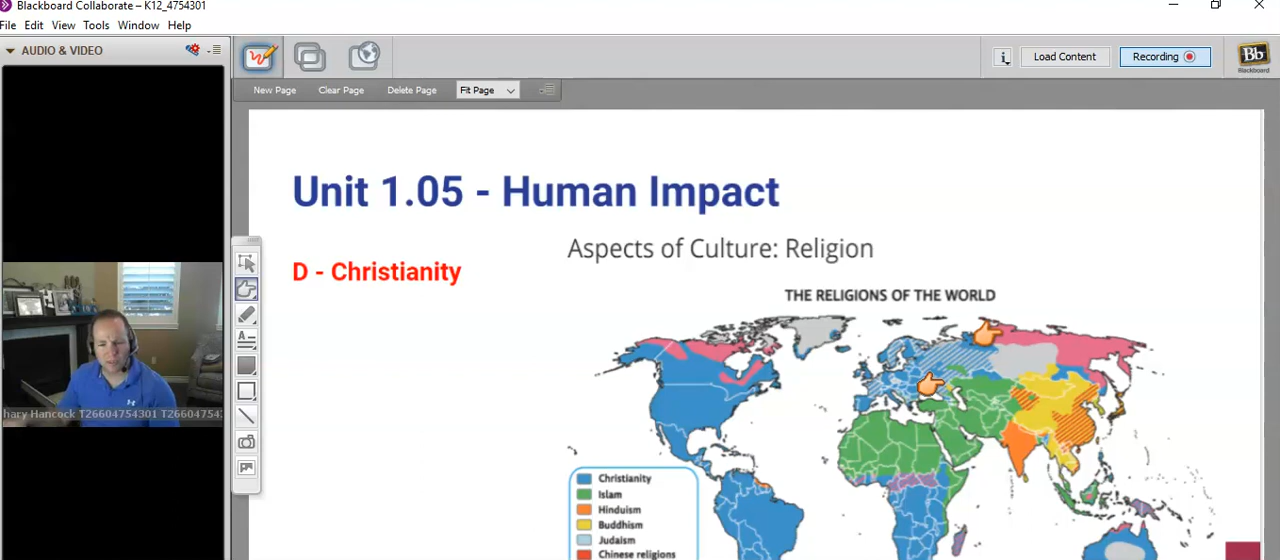 Blackboard Collaborate – K12_4754301
File Edit View Tools Window Help
AUDIO & VIDEO
Load Content
Recording
Bb
Blackboard
New Page Clear Page Delete Page Fit Page
Unit 1.05 - Human Impact
Aspects of Culture: Religion
D - Christianity
THE RELIGIONS OF THE WORLD
hary Hancock T26604754301 T266047543
Christianity
Islam
Hinduism
Buddhism
Judaism
Chinese religions